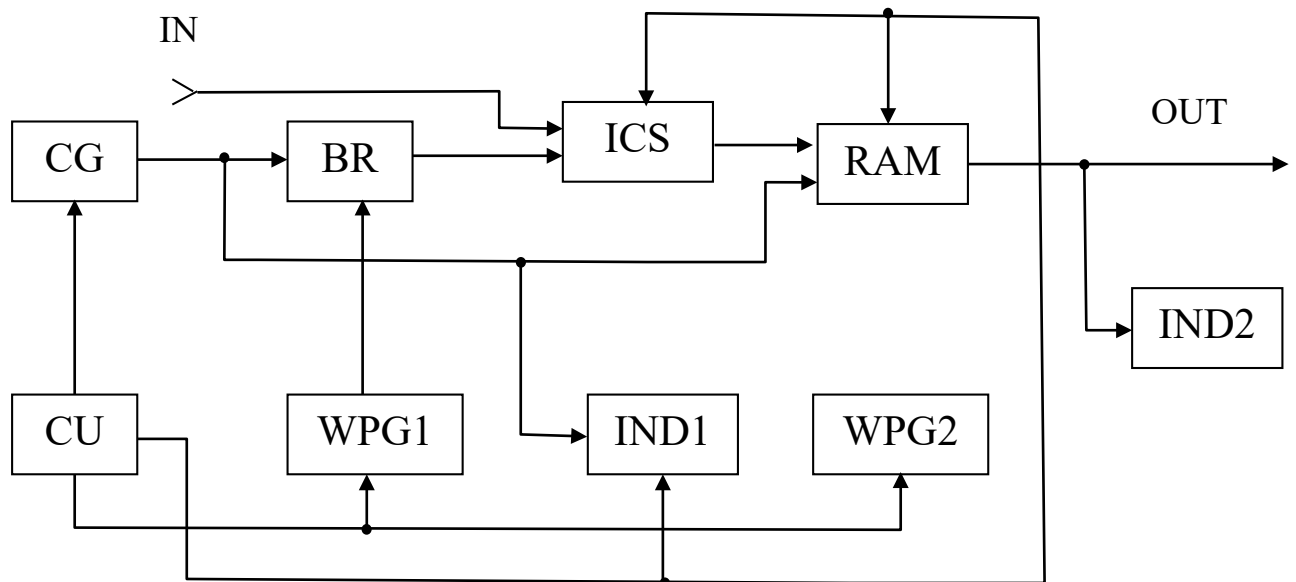 IN
OUT
CG
BR
ICS
RAM
IND2
CU
WPG1
IND1
WPG2